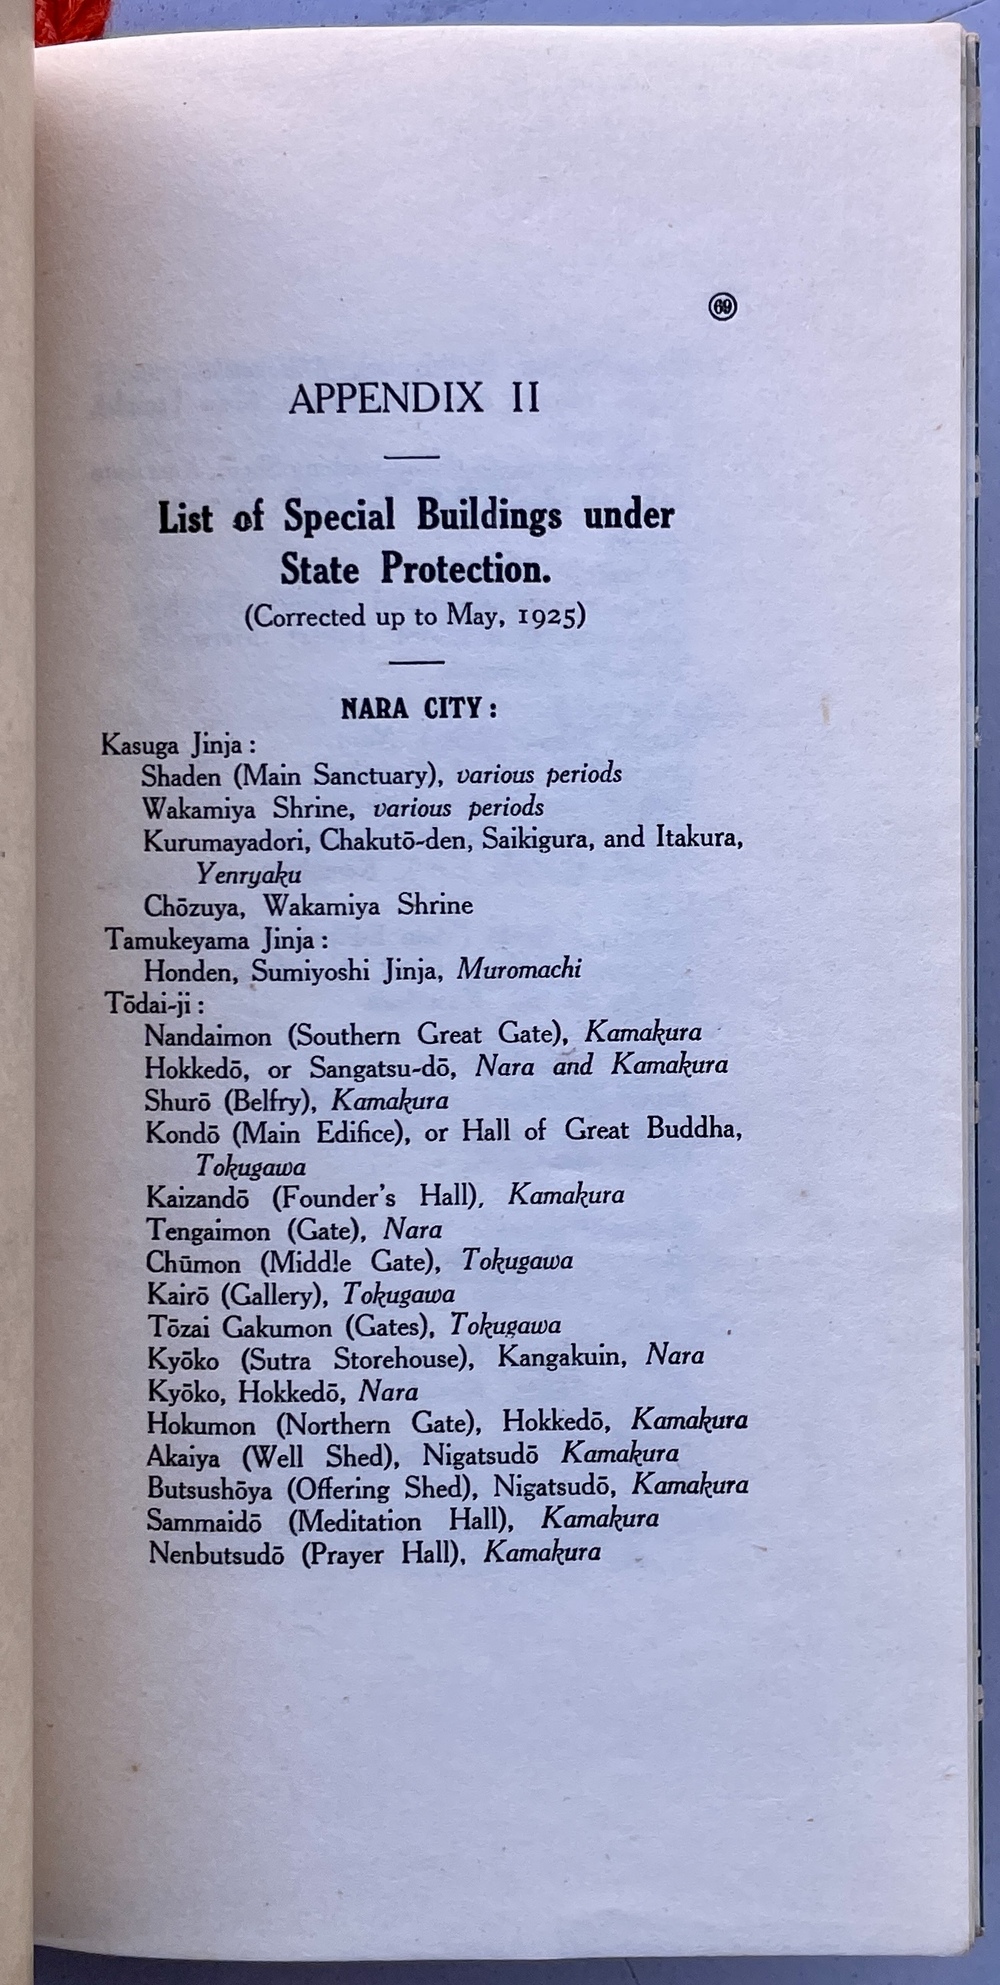 69
APPENDIX II
List of Special Buildings under
State Protection.
(Corrected up to May, 1925)
NARA CITY:
Kasuga Jinja:
Shaden (Main Sanctuary), various periods
Wakamiya Shrine, various periods
Kurumayadori, Chakutō-den, Saikigura, and Itakura,
Yenryaku
Chōzuya, Wakamiya Shrine
Tamukeyama Jinja:
Honden, Sumiyoshi Jinja, Muromachi
Tōdai-ji:
Nandaimon (Southern Great Gate), Kamakura
Hokkedō, or Sangatsu-dō, Nara and Kamakura
Shurō (Belfry), Kamakura
Kondō (Main Edifice), or Hall of Great Buddha,
Tokugawa
Kaizandō (Founder's Hall), Kamakura
Tengaimon (Gate), Nara
Chūmon (Middle Gate), Tokugawa
Kairō (Gallery), Tokugawa
Tōzai Gakumon (Gates), Tokugawa
Kyōko (Sutra Storehouse), Kangakuin, Nara
Kyōko, Hokkedō, Nara
Hokumon (Northern Gate), Hokkedō, Kamakura
Akaiya (Well Shed), Nigatsudō Kamakura
Butsushōya (Offering Shed), Nigatsudō, Kamakura
Sammaidō (Meditation Hall), Kamakura
Nenbutsudō (Prayer Hall), Kamakura